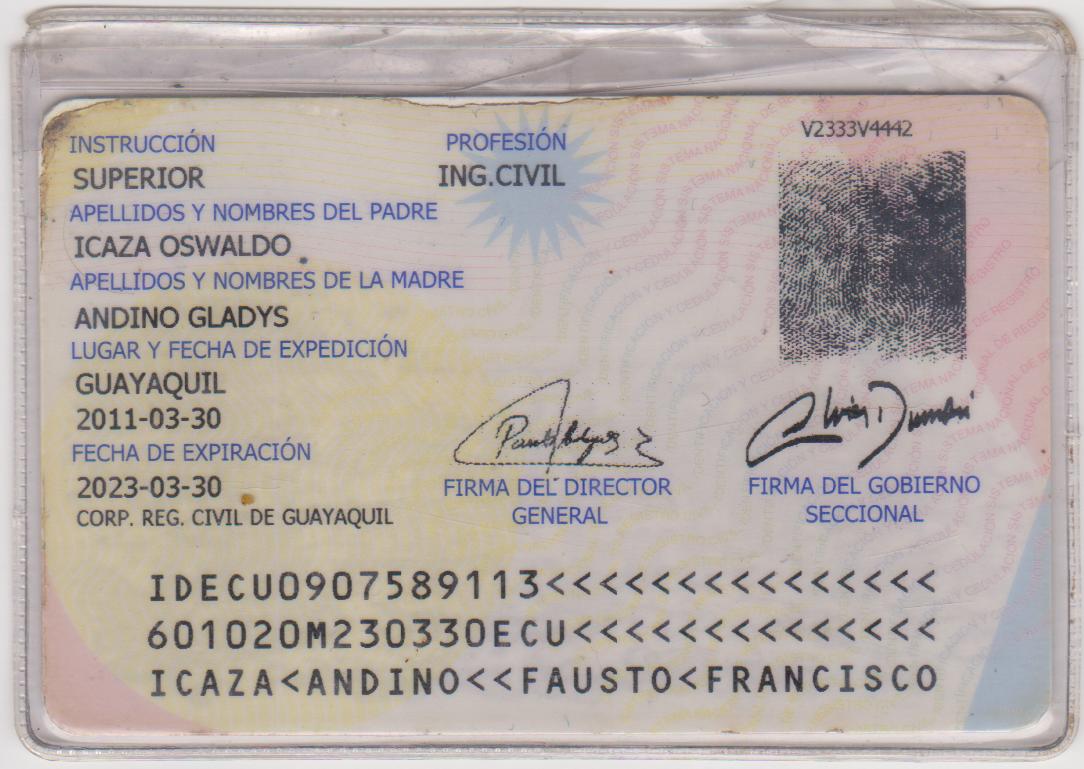 INSTRUCCIÓN PROFESIÓN V2333V4442
SUPERIOR ING.CIVIL
APELLIDOS Y NOMBRES DEL PADRE
ICAZA OSWALDO
APELLIDOS Y NOMBRES DE LA MADRE
ANDINO GLADYS
LUGAR Y FECHA DE EXPEDICIÓN
GUAYAQUIL
2011-03-30
FECHA DE EXPIRACIÓN
2023-03-30
CORP. REG. CIVIL DE GUAYAQUIL
FIRMA DEL DIRECTOR
GENERAL
FIRMA DEL GOBIERNO
SECCIONAL
IDECU0907589113<<<<<<<<<<<<<<<
601020M230330ECU<<<<<<<<<<<<<<
ICAZA<ANDINO<<FAUSTO<FRANCISCO